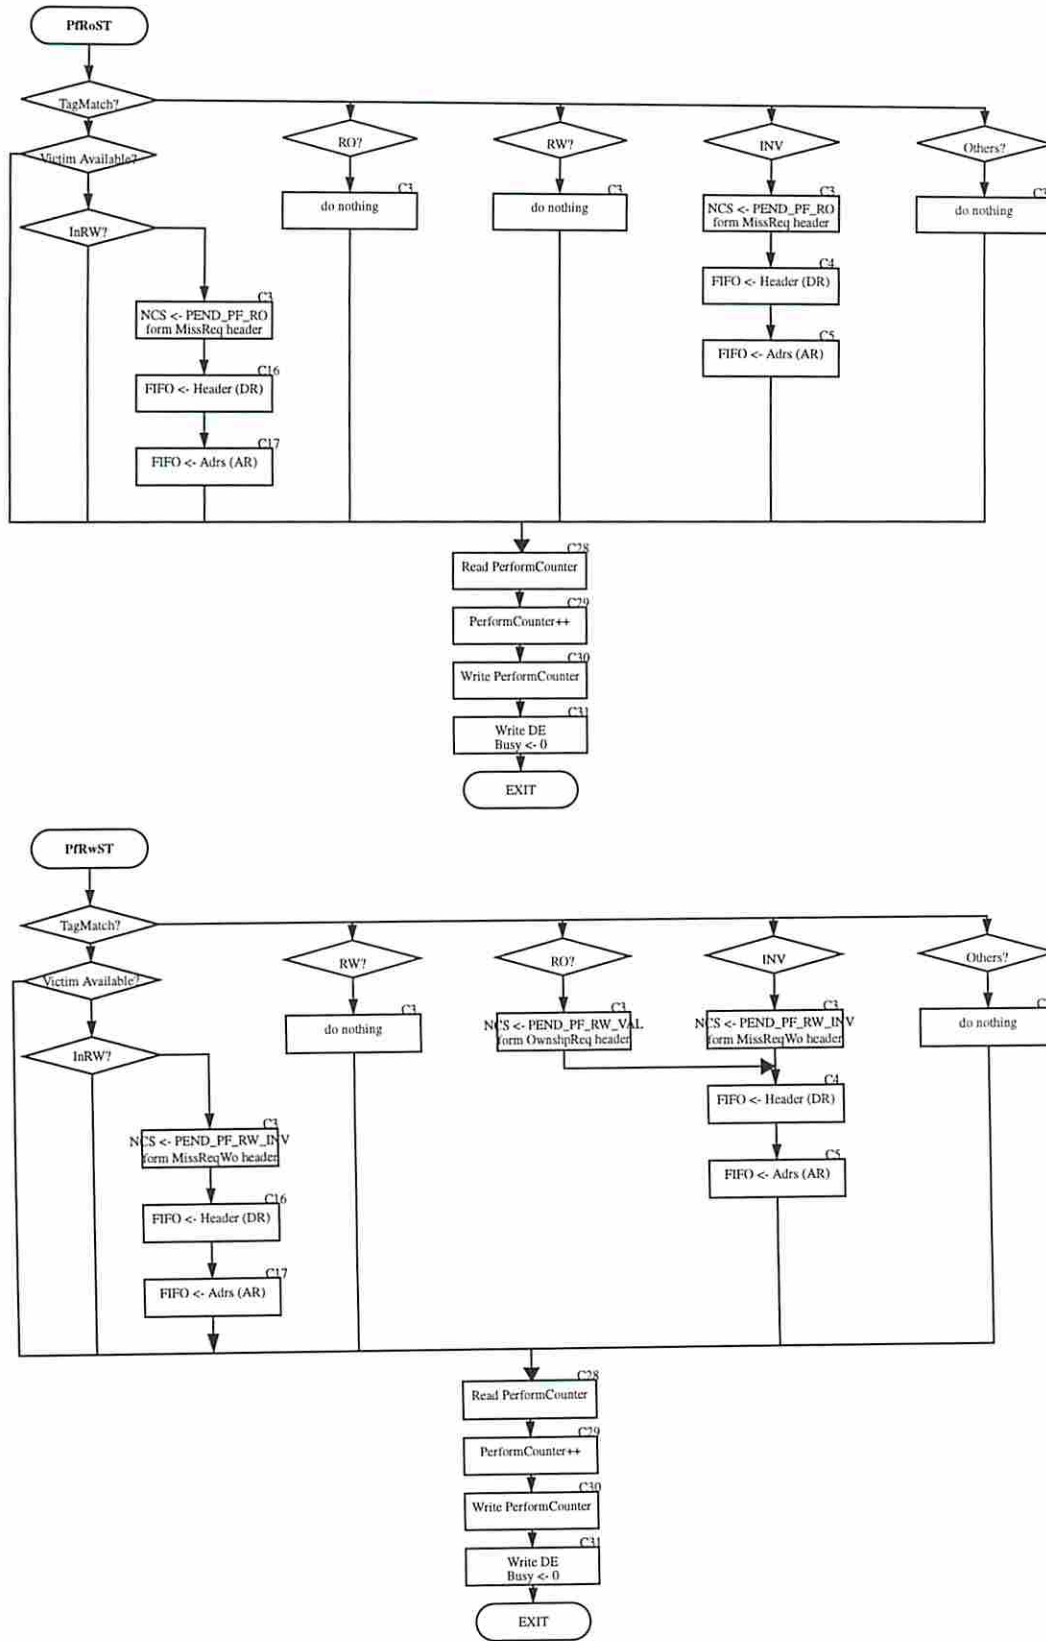 PfRoST
TagMatch?
Victim Available?
RO?
RW?
INV
Others?
C3
do nothing
C3
do nothing
C3
NCS <- PEND_PF_RO
form MissReq header
do nothing
InRW?
C4
FIFO <- Header (DR)
C3
NCS <- PEND_PF_RO
form MissReq header
C5
FIFO <- Adrs (AR)
C16
FIFO <- Header (DR)
C17
FIFO <- Adrs (AR)
C28
Read PerformCounter
C29
PerformCounter++
C30
Write PerformCounter
C31
Write DE
Busy <- 0
EXIT
PfRwST
TagMatch?
Victim Available?
RW?
RO?
INV
Others?
C3
do nothing
C3
NCS <- PEND_PF_RW_VAL
form OwnshpReq header
C3
NCS <- PEND_PF_RW_INV
form MissReqWo header
do nothing
InRW?
C4
FIFO <- Header (DR)
C3
NCS <- PEND_PF_RW_INV
form MissReqWo header
C5
FIFO <- Adrs (AR)
C16
FIFO <- Header (DR)
C17
FIFO <- Adrs (AR)
C28
Read PerformCounter
C29
PerformCounter++
C30
Write PerformCounter
C31
Write DE
Busy <- 0
EXIT